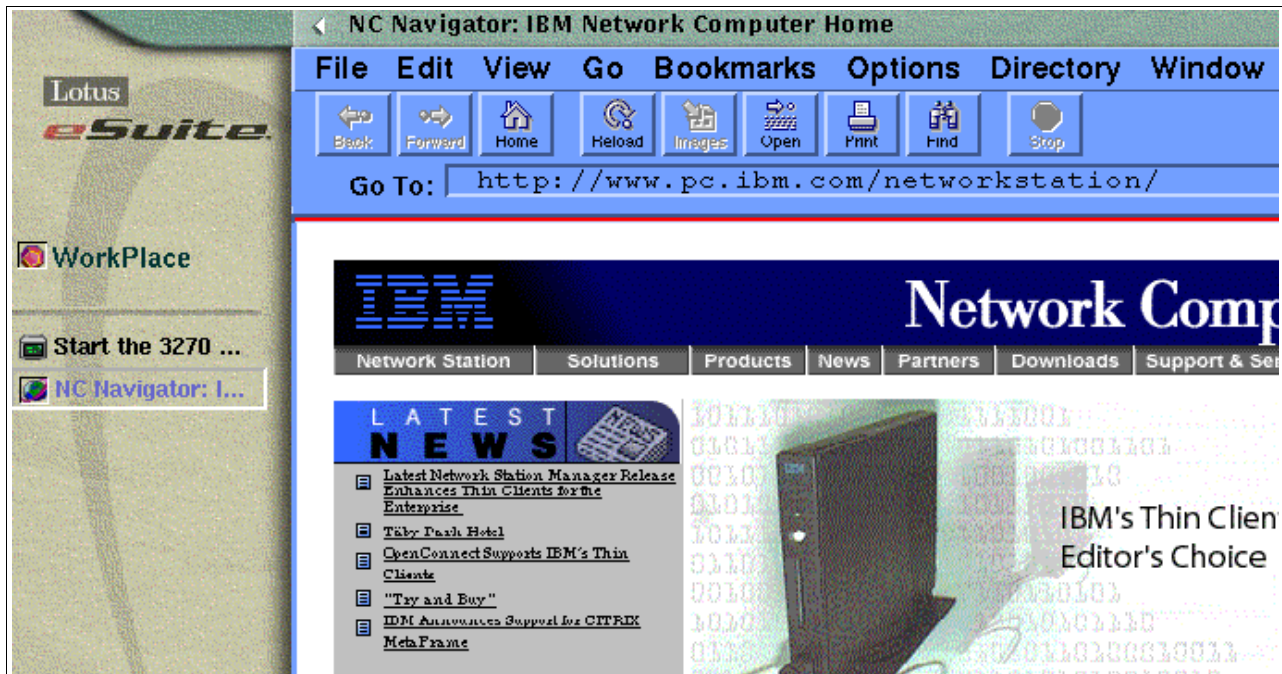 NC Navigator: IBM Network Computer Home
File Edit View Go Bookmarks Options Directory Window
Lotus
eSuite.
Back Forward Home Reload Images Open Print Find Stop
Go To: http://www.pc.ibm.com/networkstation/
WorkPlace
Start the 3270 ...
NC Navigator: I...
IBM
Network Comp
Network Station Solutions Products News Partners Downloads Support & Ser
LATEST
NEWS
Latest Network Station Manager Release
Enhances Thin Clients for the
Enterprise
Täby Park Hotel
OpenConnect Supports IBM's Thin
Clients
"Try and Buy"
IBM Announces Support for CITRIX
MetaFrame
IBM's Thin Clien
Editor's Choice